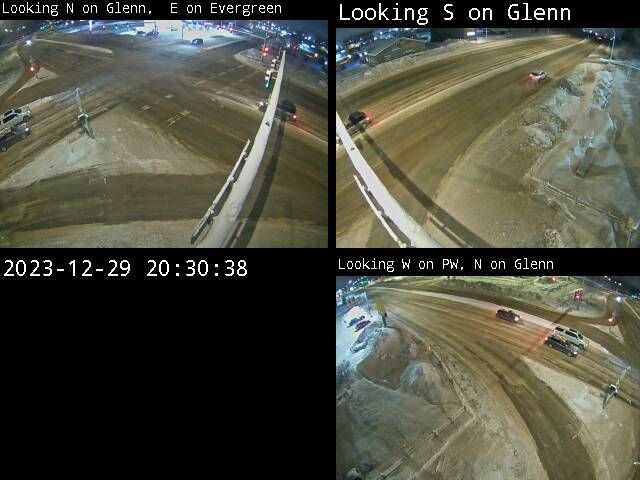 Looking N on Glenn,  E on Evergreen
Looking S on Glenn
2023-12-29 20:30:38
Looking W on PW, N on Glenn